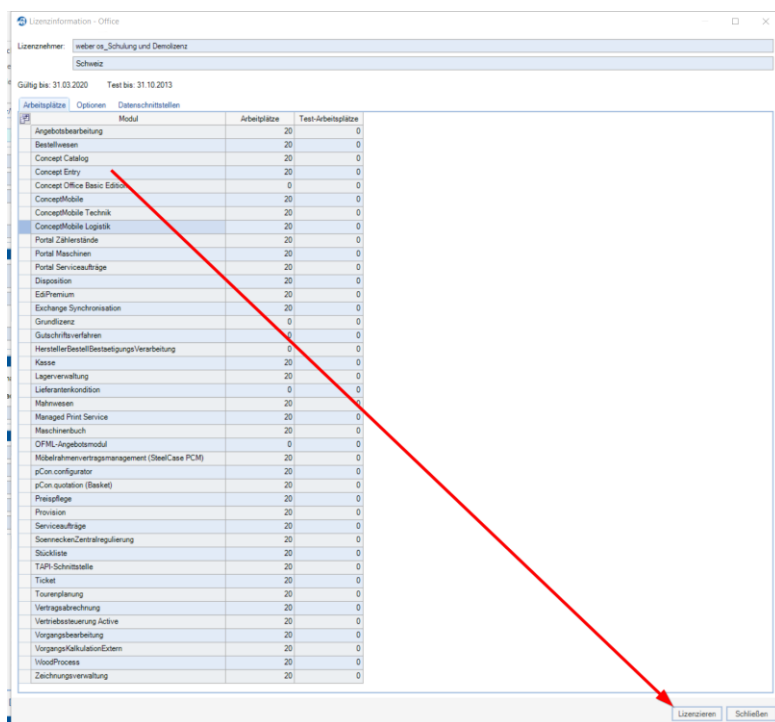 Lizenzinformation - Office
Lizenznehmer: weber os_Schulung und Demolizenz
Schweiz
Gültig bis: 31.03.2020 Test bis: 31.10.2013
Arbeitsplätze Optionen Datenschnittstellen
Modul Arbeitplätze Test-Arbeitsplätze
Angebotsbearbeitung 20 0
Bestellwesen 20 0
Concept Catalog 20 0
Concept Entry 20 0
Concept Office Basic Edition 0 0
ConceptMobile 20 0
ConceptMobile Technik 20 0
ConceptMobile Logistik 20 0
Portal Zählerstände 20 0
Portal Maschinen 20 0
Portal Serviceaufträge 20 0
Disposition 20 0
EdiPremium 20 0
Exchange Synchronisation 20 0
Grundlizenz 0 0
Gutschriftsverfahren 0 0
HerstellerBestellBestaetigungsVerarbeitung 0 0
Kasse 20 0
Lagerverwaltung 20 0
Lieferantenkondition 0 0
Mahnwesen 20 0
Managed Print Service 20 0
Maschinenbuch 20 0
OFML-Angebotsmodul 0 0
Möbelrahmenvertragsmanagement (SteelCase PCM) 20 0
pCon.configurator 20 0
pCon.quotation (Basket) 20 0
Preispflege 20 0
Provision 20 0
Serviceaufträge 20 0
SoenneckenZentralregulierung 20 0
Stückliste 20 0
TAPI-Schnittstelle 20 0
Ticket 20 0
Tourenplanung 20 0
Vertragsabrechnung 20 0
Vertriebssteuerung Active 20 0
Vorgangsbearbeitung 20 0
VorgangsKalkulationExtern 20 0
WoodProcess 20 0
Zeichnungsverwaltung 20 0
Lizenzieren Schließen